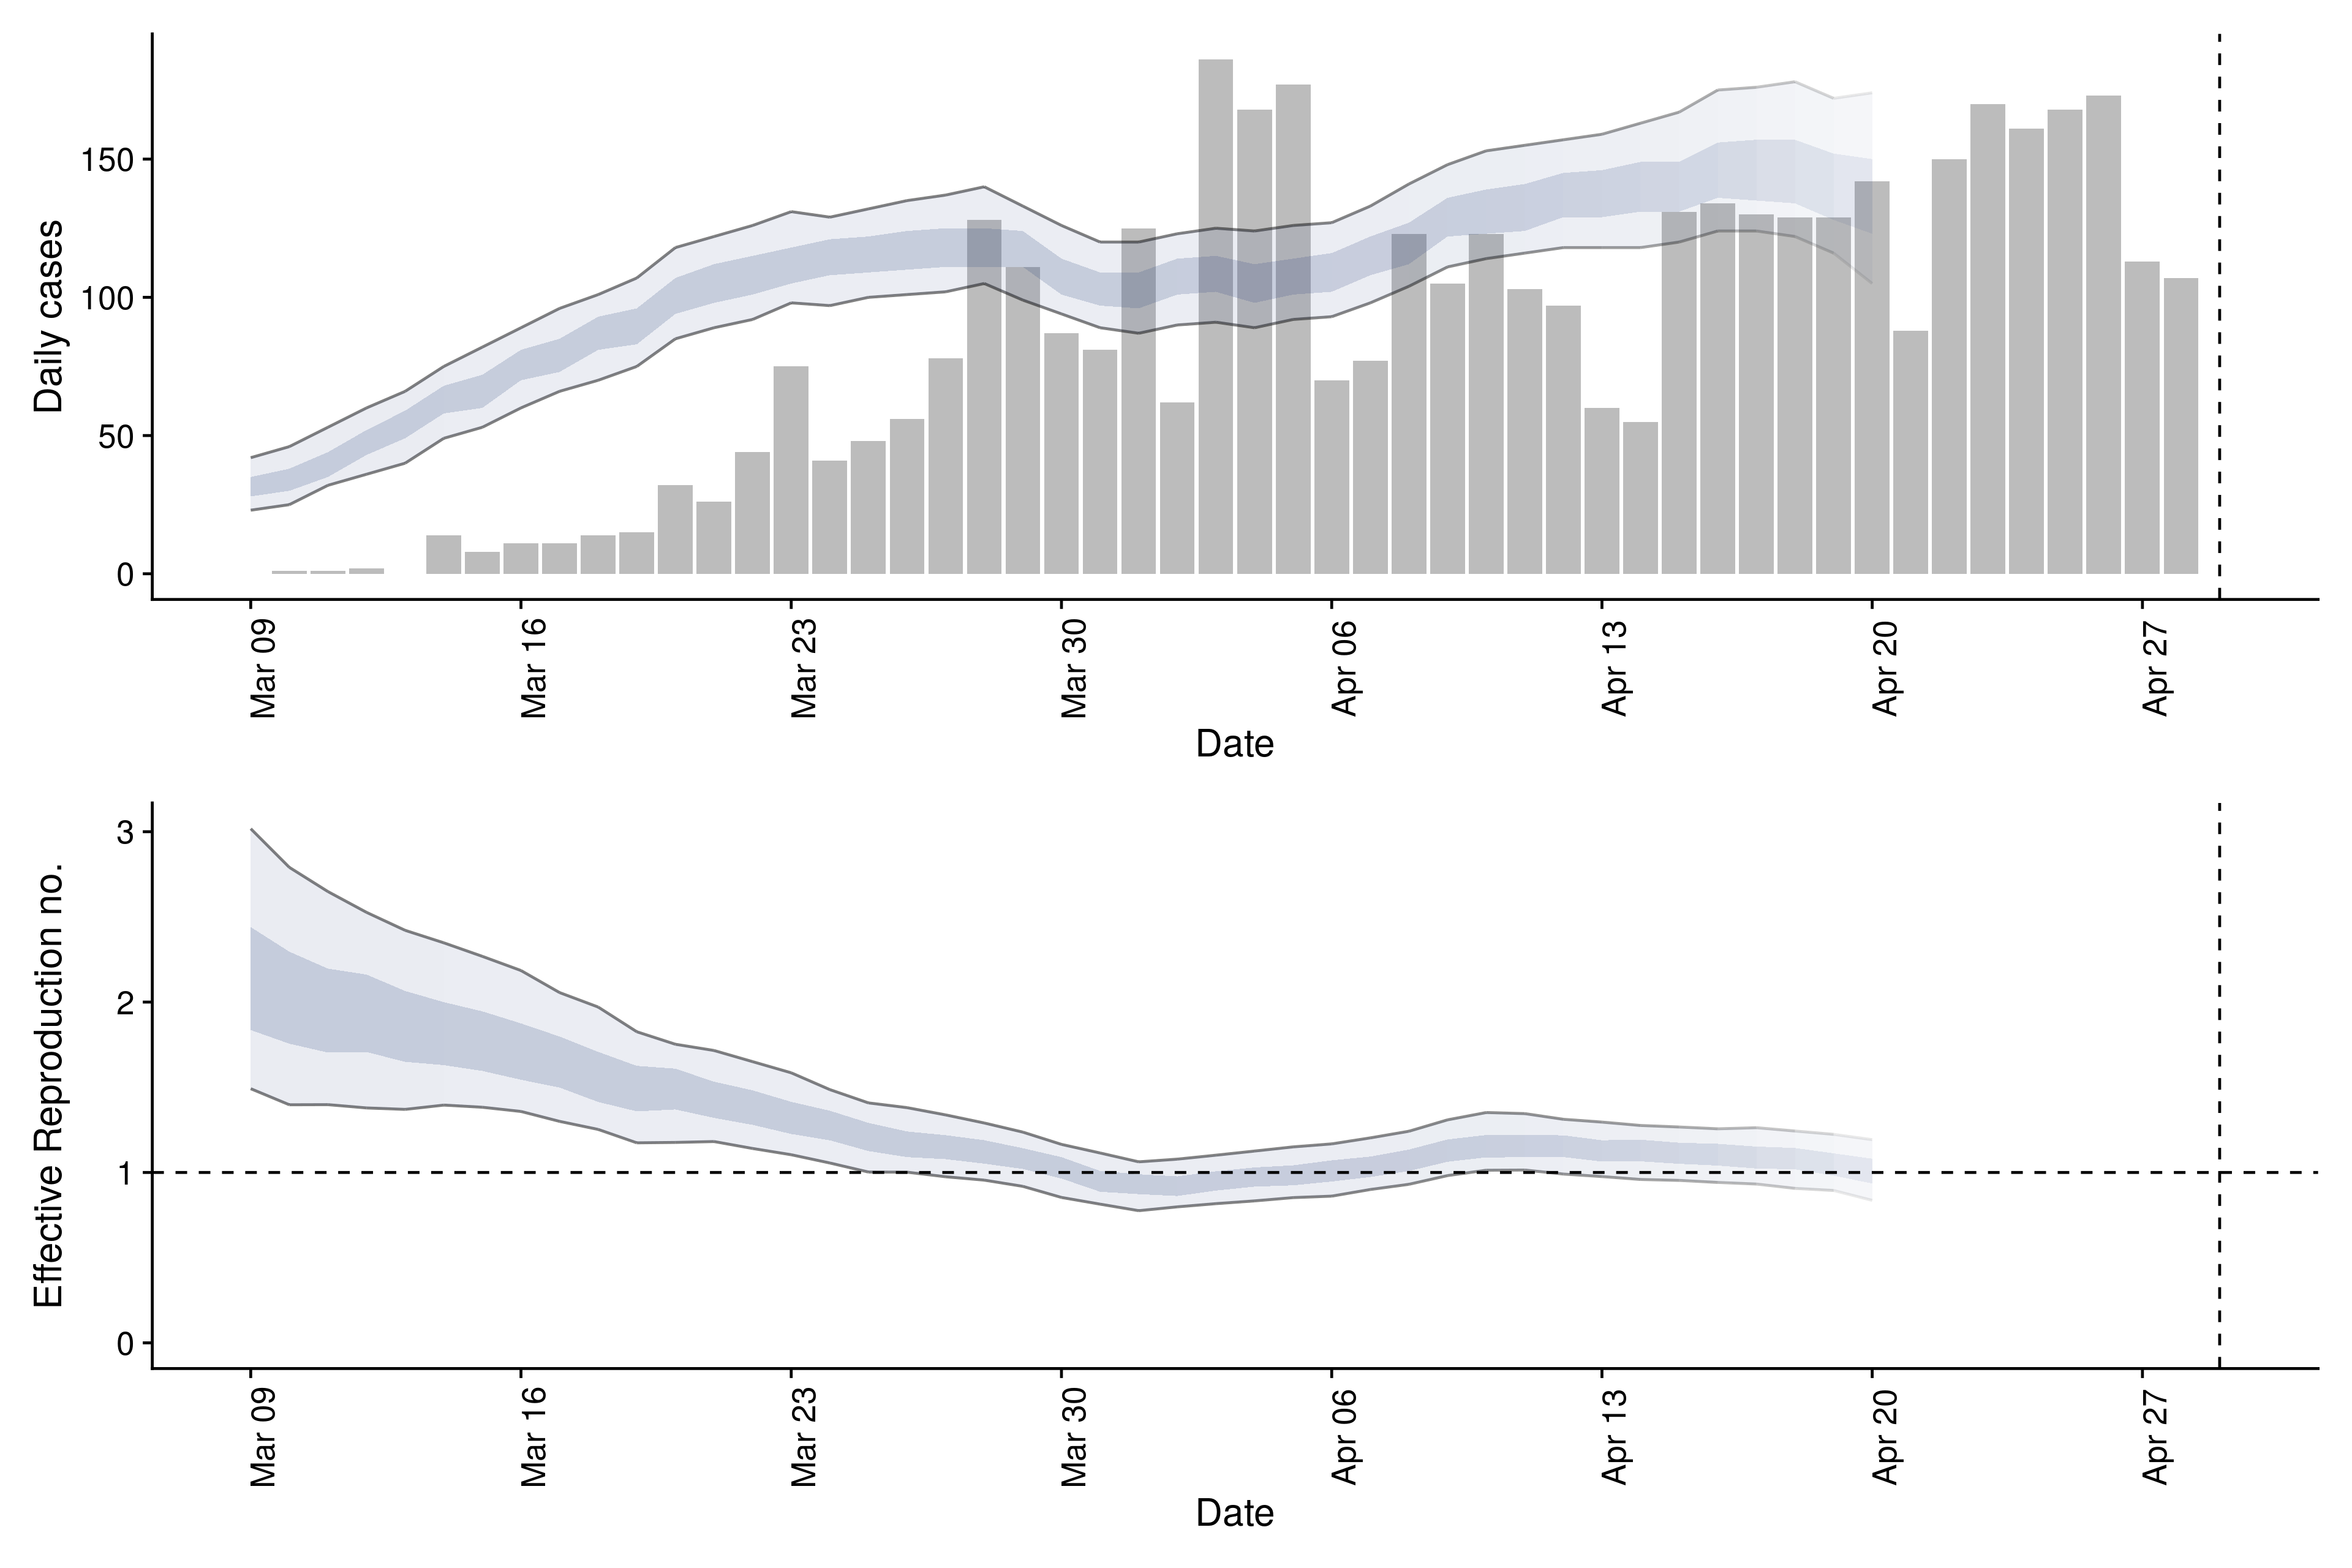 Daily cases
150
100
50
0
Mar 09
Mar 16
Mar 23
Mar 30
Apr 06
Apr 13
Apr 20
Apr 27
Date
Effective Reproduction no.
3
2
1
0
Mar 09
Mar 16
Mar 23
Mar 30
Apr 06
Apr 13
Apr 20
Apr 27
Date